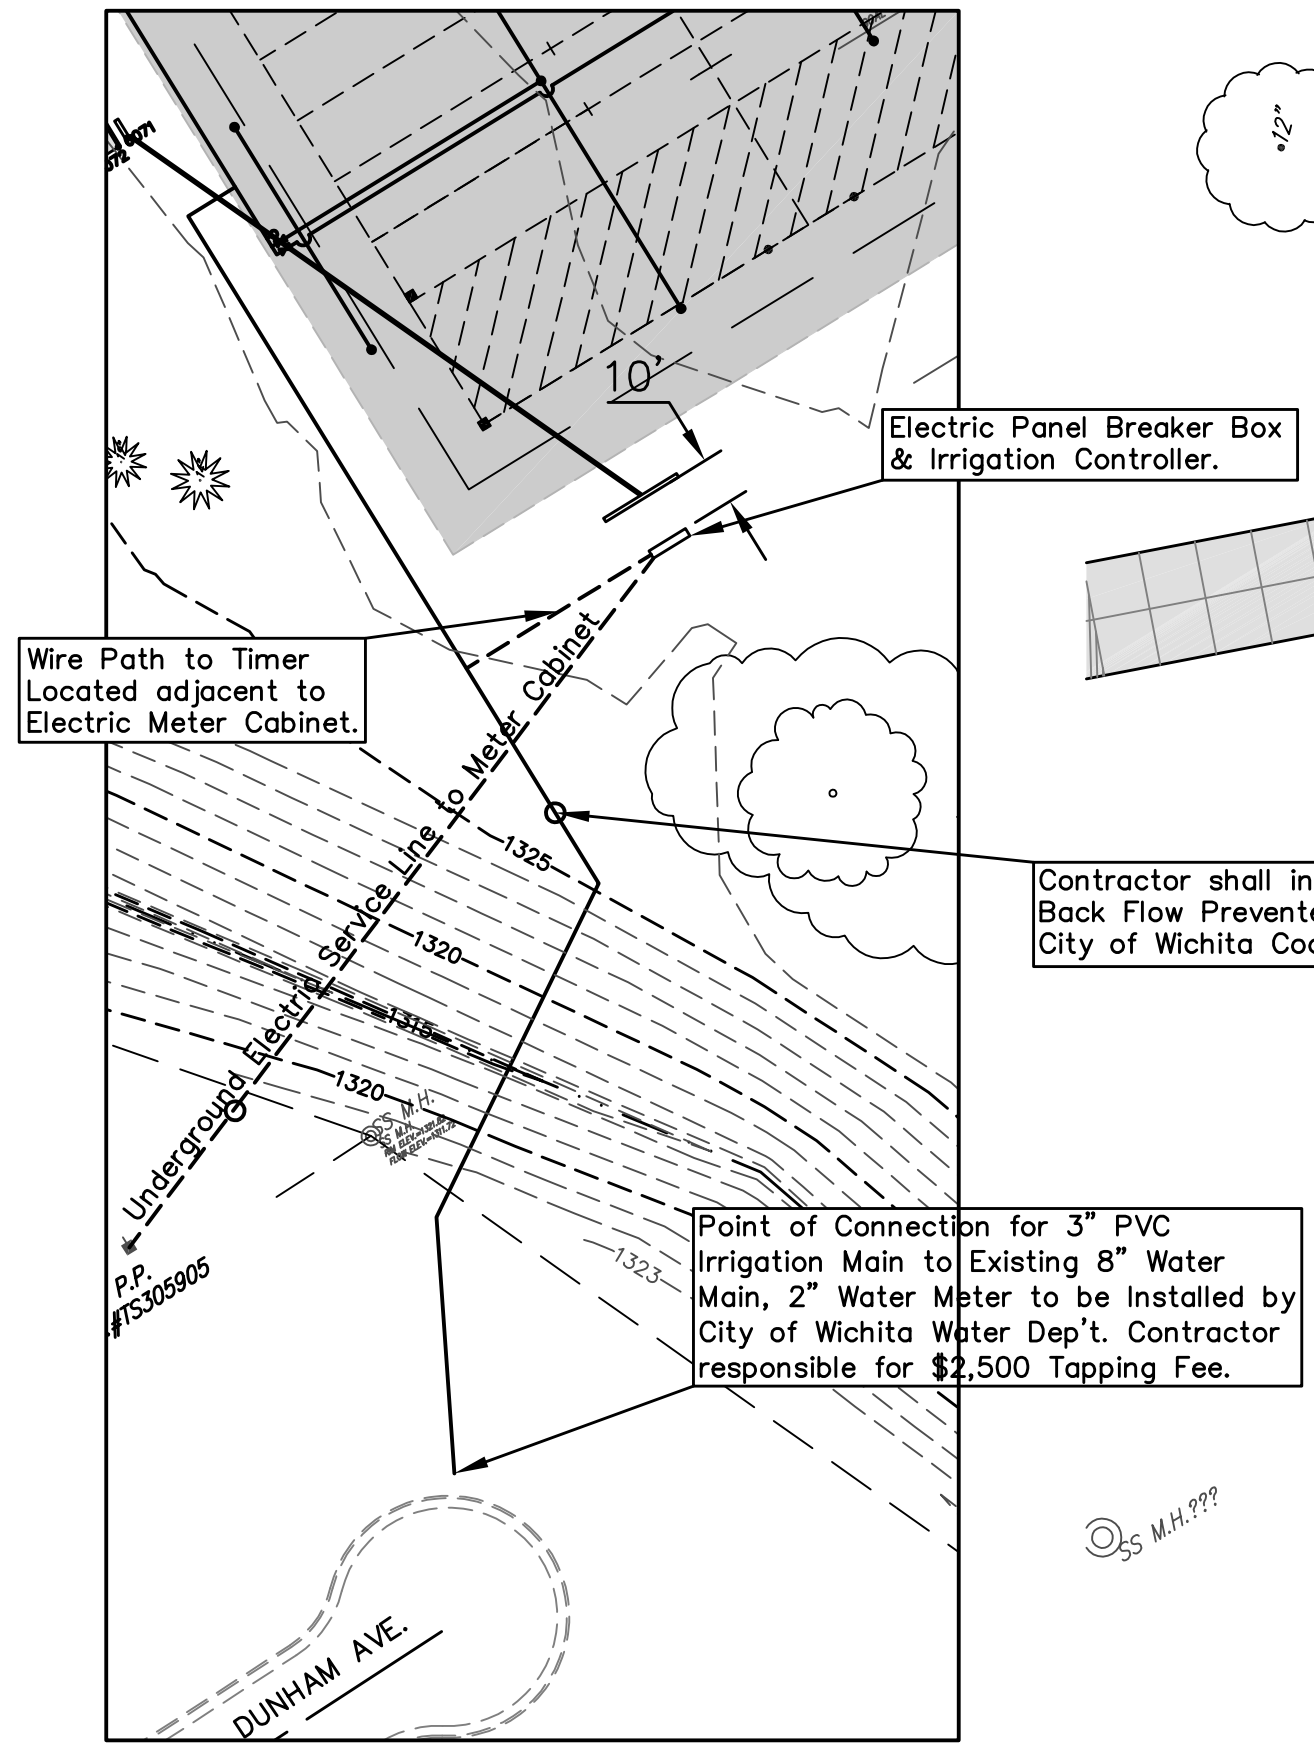 12"
6071
10'
Electric Panel Breaker Box
& Irrigation Controller.
Wire Path to Timer
Located adjacent to
Electric Meter Cabinet.
Underground Electric Service Line to Meter Cabinet
1325
Contractor shall in
Back Flow Prevente
City of Wichita
1320
1315
1320
SS M.H.
SS M.H.
P.P.
#TS305905
Point of Connection for 3” PVC
Irrigation Main to Existing 8” Water
Main, 2” Water Meter to be Installed by
City of Wichita Water Dep’t. Contractor
responsible for $2,500 Tapping Fee.
1323
SS M.H.???
DUNHAM AVE.